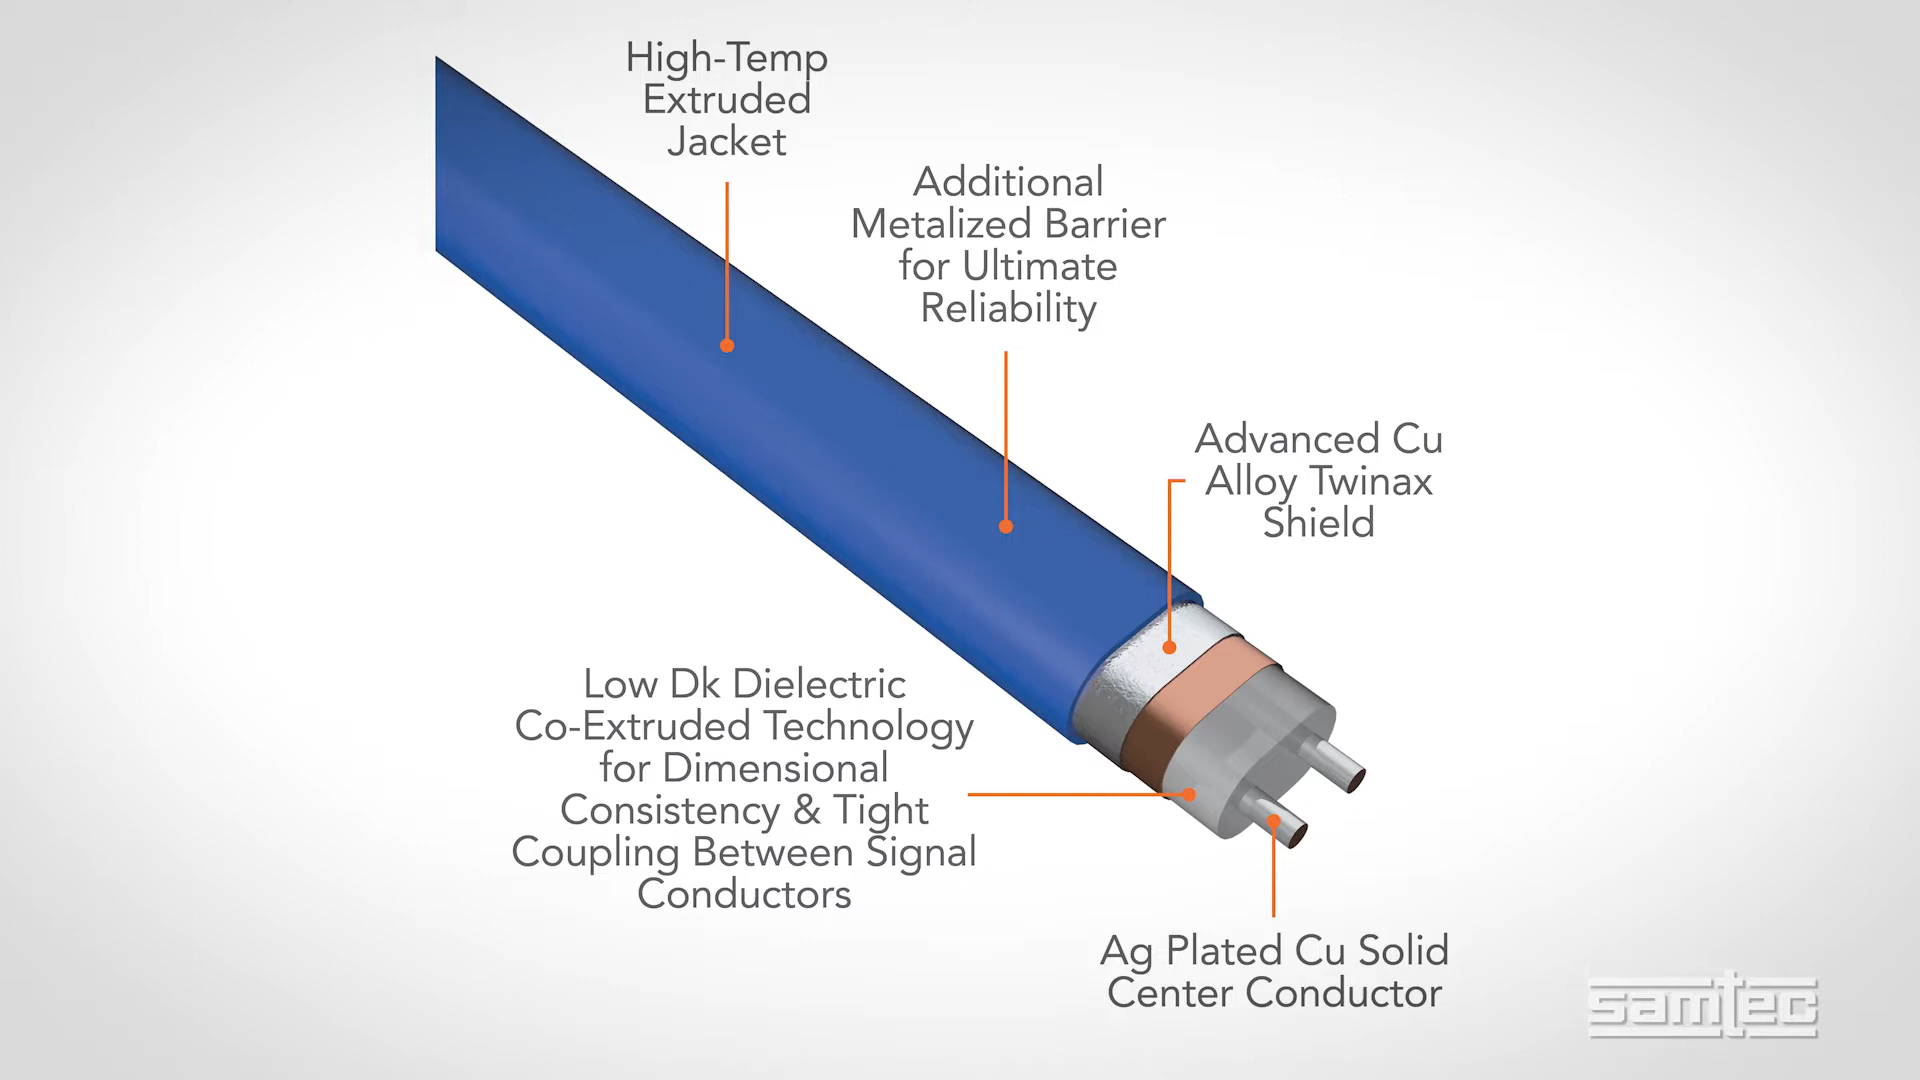 High-Temp
Extruded
Jacket
Additional
Metalized Barrier
for Ultimate
Reliability
Advanced Cu
Alloy Twinax
Shield
Low Dk Dielectric
Co-Extruded Technology
for Dimensional
Consistency & Tight
Coupling Between Signal
Conductors
Ag Plated Cu Solid
Center Conductor
samtec